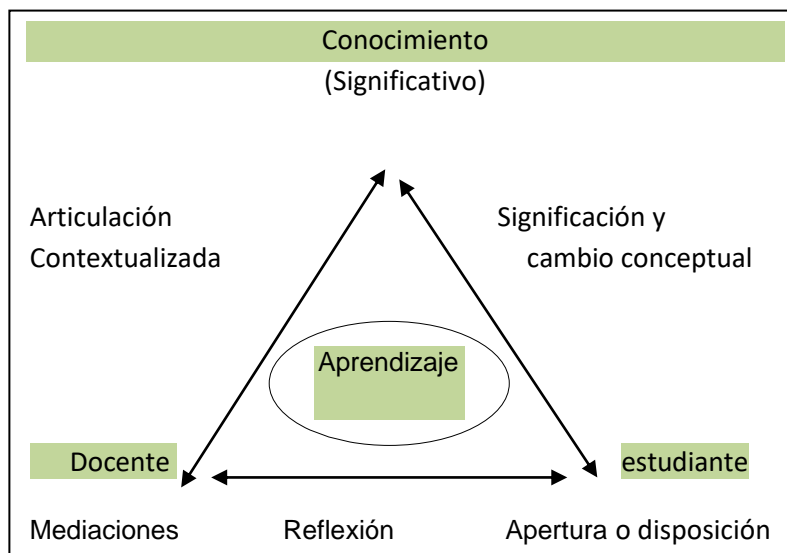 Conocimiento
(Significativo)
Articulación
Contextualizada
Significación y
cambio conceptual
Aprendizaje
Docente
estudiante
Mediaciones
Reflexión
Apertura o disposición